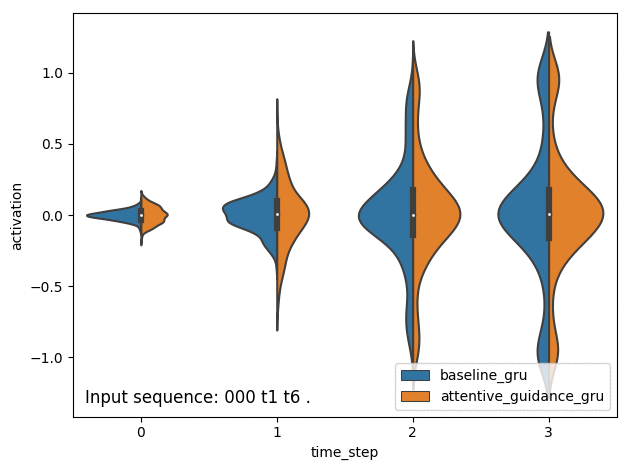 activation
1.0
0.5
0.0
−0.5
−1.0
Input sequence: 000 t1 t6 .
baseline_gru
attentive_guidance_gru
0 1 2 3
time_step